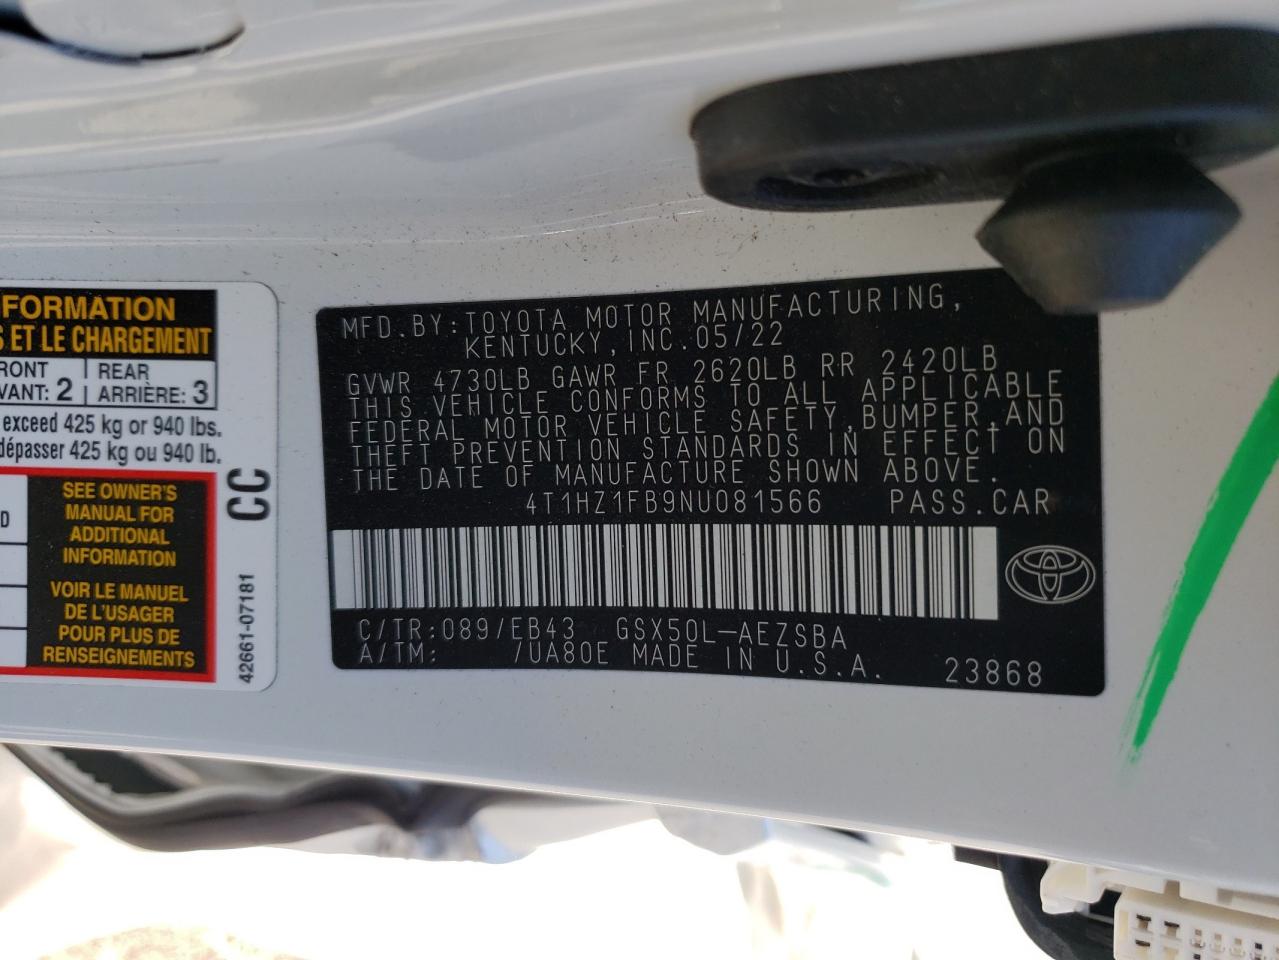 FORMATION
S ET LE CHARGEMENT
RONT
VANT: 2
REAR
ARRIÈRE: 3
exceed 425 kg or 940 lbs.
dépasser 425 kg ou 940 lb.
D
SEE OWNER'S
MANUAL FOR
ADDITIONAL
INFORMATION
VOIR LE MANUEL
DE L'USAGER
POUR PLUS DE
RENSEIGNEMENTS
CC
42661-07181
MFD.BY:TOYOTA MOTOR MANUFACTURING,
KENTUCKY,INC.05/22
GVWR 4730LB GAWR FR 2620LB RR 2420LB
THIS VEHICLE CONFORMS TO ALL APPLICABLE
FEDERAL MOTOR VEHICLE SAFETY,BUMPER,AND
THEFT PREVENTION STANDARDS IN EFFECT ON
THE DATE OF MANUFACTURE SHOWN ABOVE.
4T1HZ1FB9NU081566 PASS.CAR
C/TR:089/EB43 GSX50L-AEZSBA
A/TM: /UA80E MADE IN U.S.A. 23868